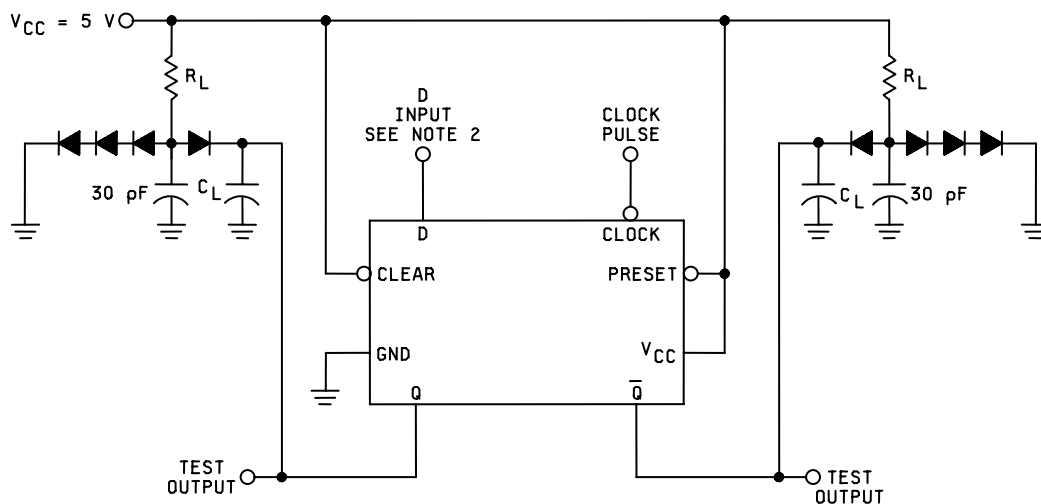 V_CC = 5 V
R_L
R_L
D
INPUT
SEE NOTE 2
CLOCK
PULSE
30 pF
C_L
C_L
30 pF
D
CLOCK
CLEAR
PRESET
GND
V_CC
Q
Q̅
TEST
OUTPUT
TEST
OUTPUT